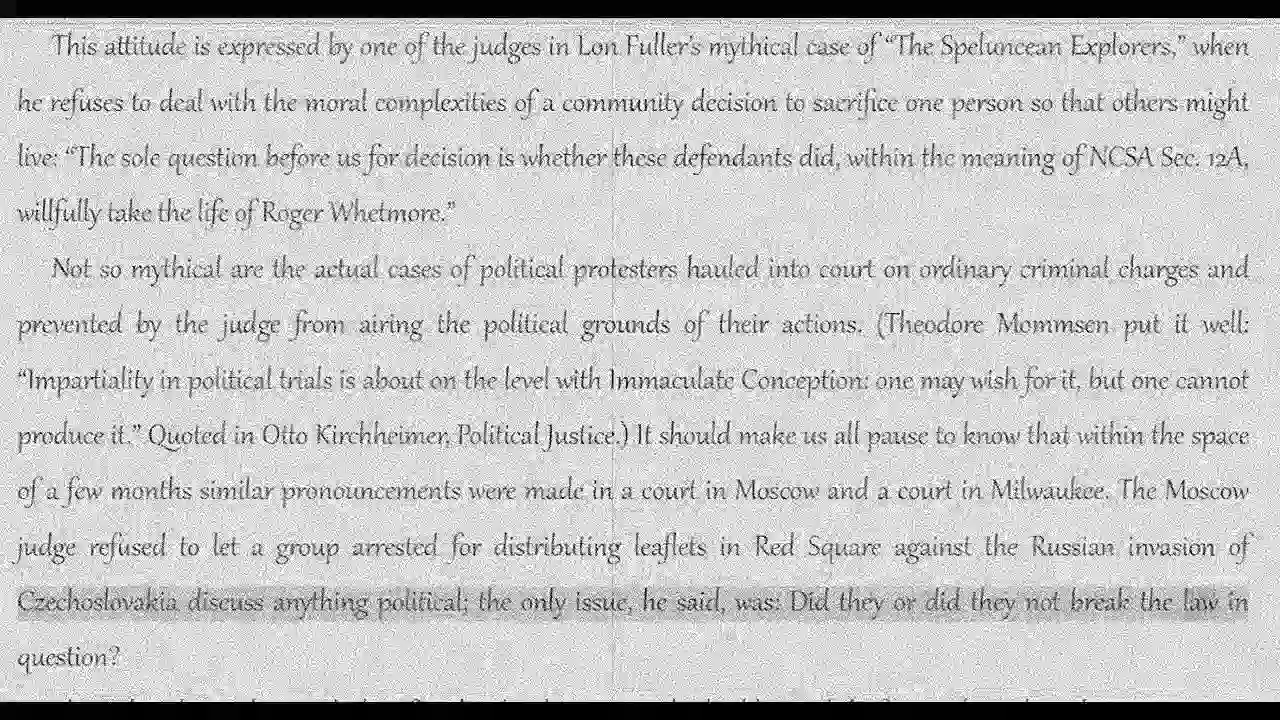 This attitude is expressed by one of the judges in Lon Fuller's mythical case of “The Speluncean Explorers,” when
he refuses to deal with the moral complexities of a community decision to sacrifice one person so that others might
live: “The sole question before us for decision is whether these defendants did, within the meaning of NCSA Sec. 12A,
willfully take the life of Roger Whetmore.”
Not so mythical are the actual cases of political protesters hauled into court on ordinary criminal charges and
prevented by the judge from airing the political grounds of their actions. (Theodore Mommsen put it well:
“Impartiality in political trials is about on the level with Immaculate Conception: one may wish for it, but one cannot
produce it.” Quoted in Otto Kirchheimer, Political Justice.) It should make us all pause to know that within the space
of a few months similar pronouncements were made in a court in Moscow and a court in Milwaukee. The Moscow
judge refused to let a group arrested for distributing leaflets in Red Square against the Russian invasion of
Czechoslovakia discuss anything political; the only issue, he said, was: Did they or did they not break the law in
question?